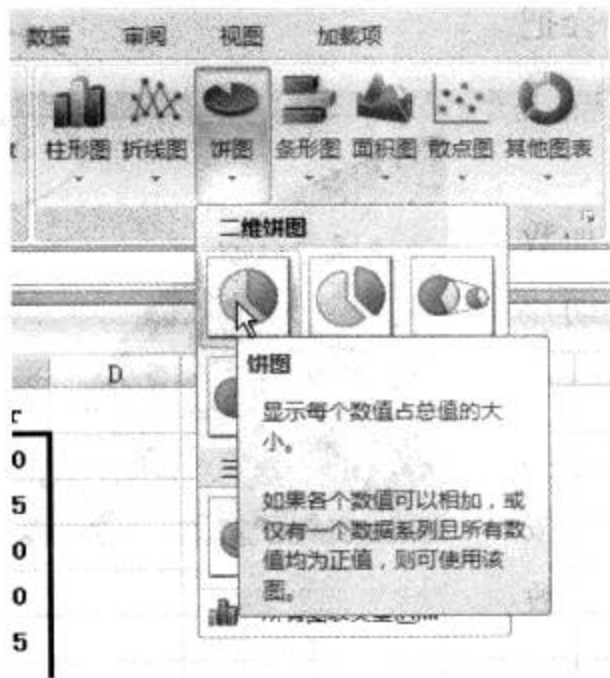 数据 审阅 视图 加载项
柱形图 折线图 饼图 条形图 面积图 散点图 其他图表
二维饼图
饼图
显示每个数值占总值的大
小。
如果各个数值可以相加，或
仅有一个数据系列且所有数
值均为正值，则可使用该
图。
D
0
5
0
0
5